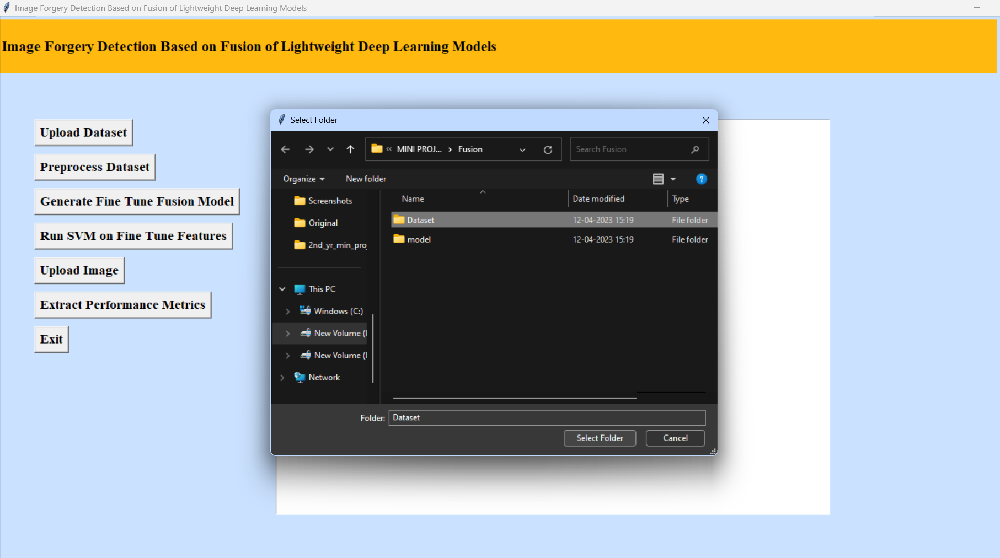 Image Forgery Detection Based on Fusion of Lightweight Deep Learning Models
Image Forgery Detection Based on Fusion of Lightweight Deep Learning Models
Upload Dataset
Preprocess Dataset
Generate Fine Tune Fusion Model
Run SVM on Fine Tune Features
Upload Image
Extract Performance Metrics
Exit
Select Folder
« MINI PROJ... › Fusion
Search Fusion
Organize
New folder
?
Screenshots
Original
2nd_yr_min_pro
This PC
Windows (C:)
New Volume (
New Volume (
Network
Name Date modified Type
Dataset 12-04-2023 15:19 File folder
model 12-04-2023 15:19 File folder
Folder: Dataset
Select Folder Cancel